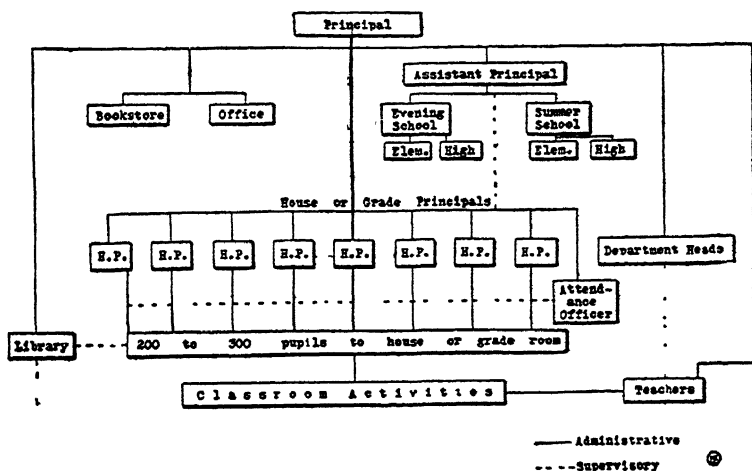 Principal
Assistant Principal
Bookstore
Office
Evening
School
Summer
School
Elem.
High
Elem.
High
House or Grade Principals
H.P.
H.P.
H.P.
H.P.
H.P.
H.P.
H.P.
H.P.
Department Heads
Attend-
ance
Officer
Library
200 to 300 pupils to house or grade room
Classroom Activities
Teachers
Administrative
Supervisory